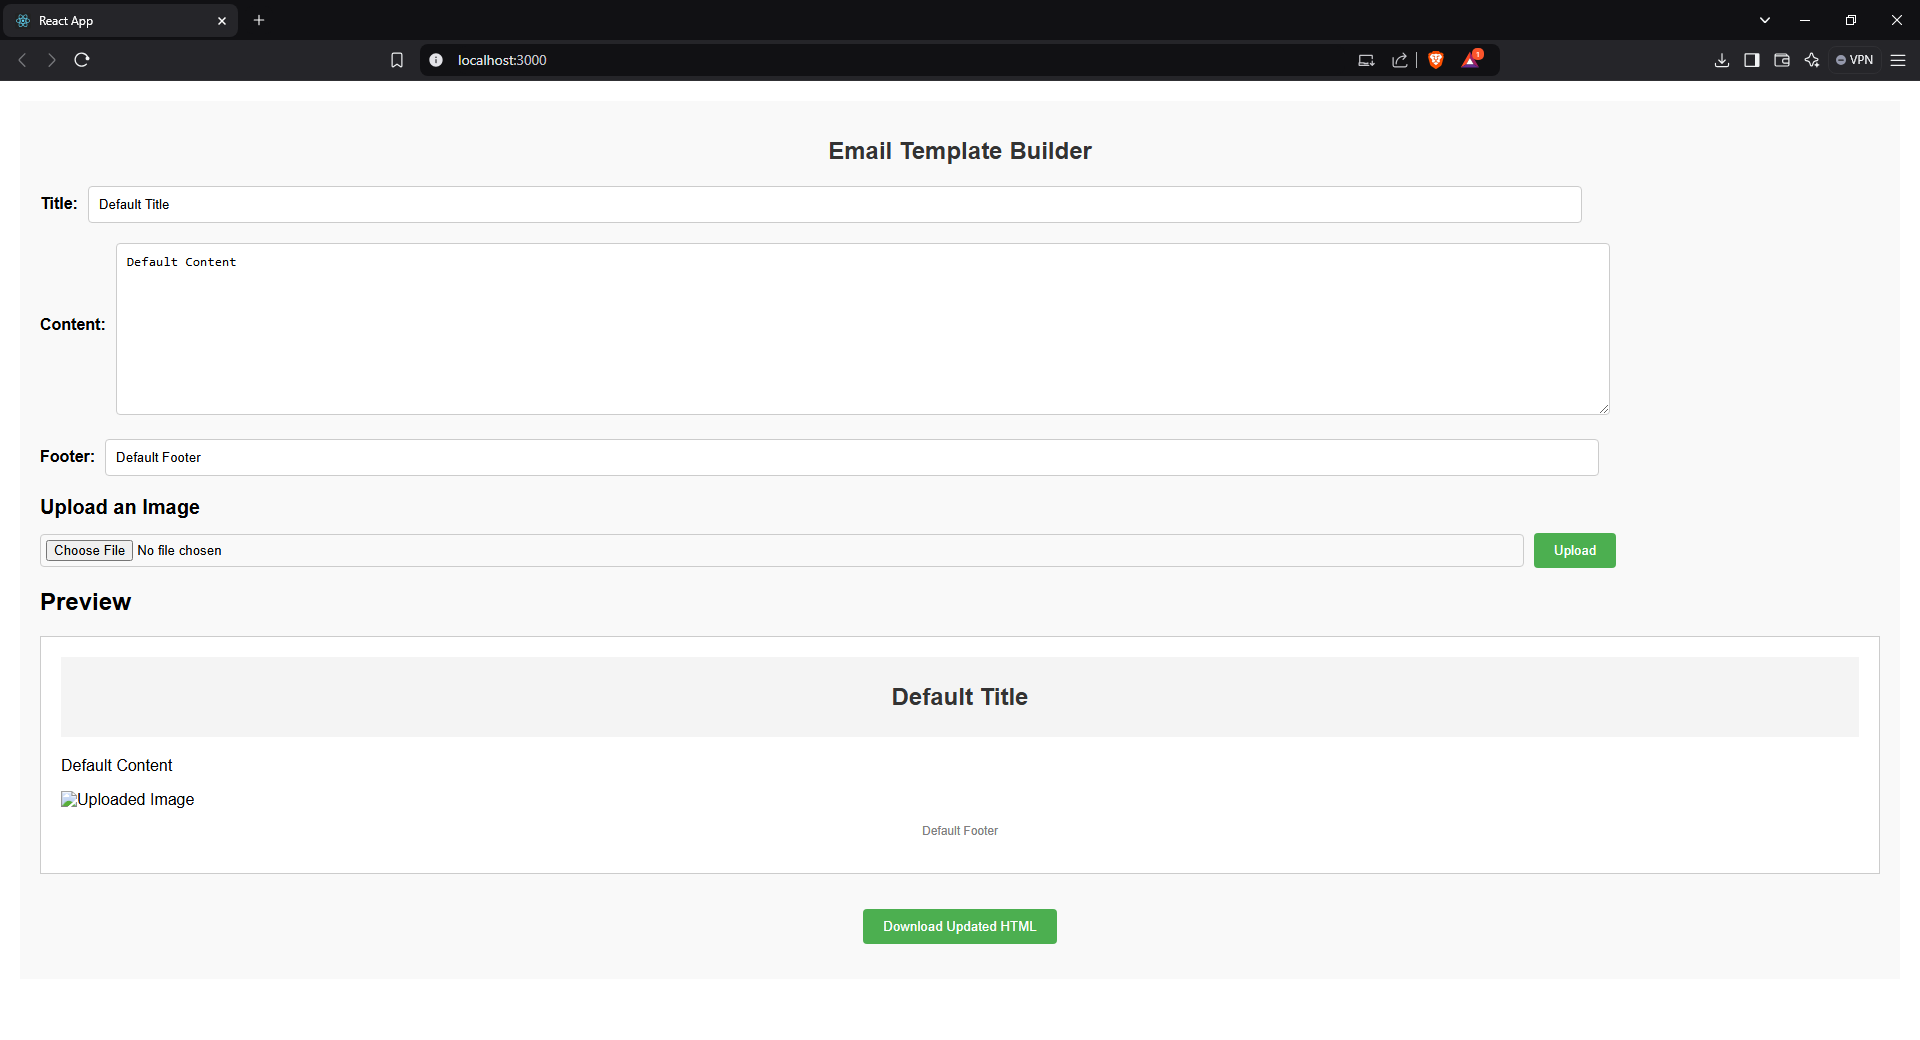 React App
localhost:3000
1
VPN
Email Template Builder
Title:
Default Title
Default Content
Content:
Footer:
Default Footer
Upload an Image
Choose File No file chosen
Upload
Preview
Default Title
Default Content
Uploaded Image
Default Footer
Download Updated HTML